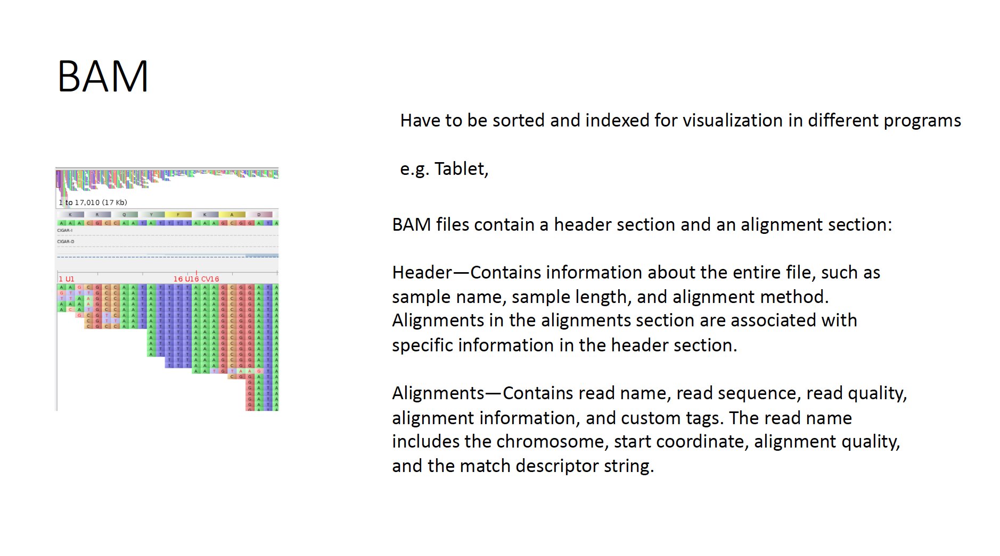 BAM
Have to be sorted and indexed for visualization in different programs
e.g. Tablet,
BAM files contain a header section and an alignment section:
Header—Contains information about the entire file, such as
sample name, sample length, and alignment method.
Alignments in the alignments section are associated with
specific information in the header section.
Alignments—Contains read name, read sequence, read quality,
alignment information, and custom tags. The read name
includes the chromosome, start coordinate, alignment quality,
and the match descriptor string.
1 to 17,010 (17 Kb)
K R Q Y F K A D
A A A C G C C A A T A T T T T A A A G C G G A T A
CIGAR-I
CIGAR-D
1 U1 16 U16 CV16
A A G C G C C A A T A T T T T A A A G C G G A T A
G T T T G C C A A T A T T T T A A A G C G G A T A
T T A A G C C A A T A T T T T A A A G C G G A T A
A A A A G C C A A T A T T T T A A A G C G G A T A
A C A T G C C A A T A T T T T A A A G C G G A T A
G C G T C A A T A T T T T A A A G C G G A T A
C G T T A A T A T T T T A A A G C G G A T A
C G C C A A T A T T T T A A A G C G G A T A
A T T T T A A A G C G G A T A
A T T T T A A A G C G G A T A
A T T T T A A A G C G G A T A
A T T T T A A A G C G G A T A
A T T T T A A A G C G G A T A
T T T A A A G C G G A T A
T T T A A A G C G G A T A
A A T G T A A G T A
C G G A T A
G A T A
G A T A
G A T A
G A T A
G A T A
G A T A